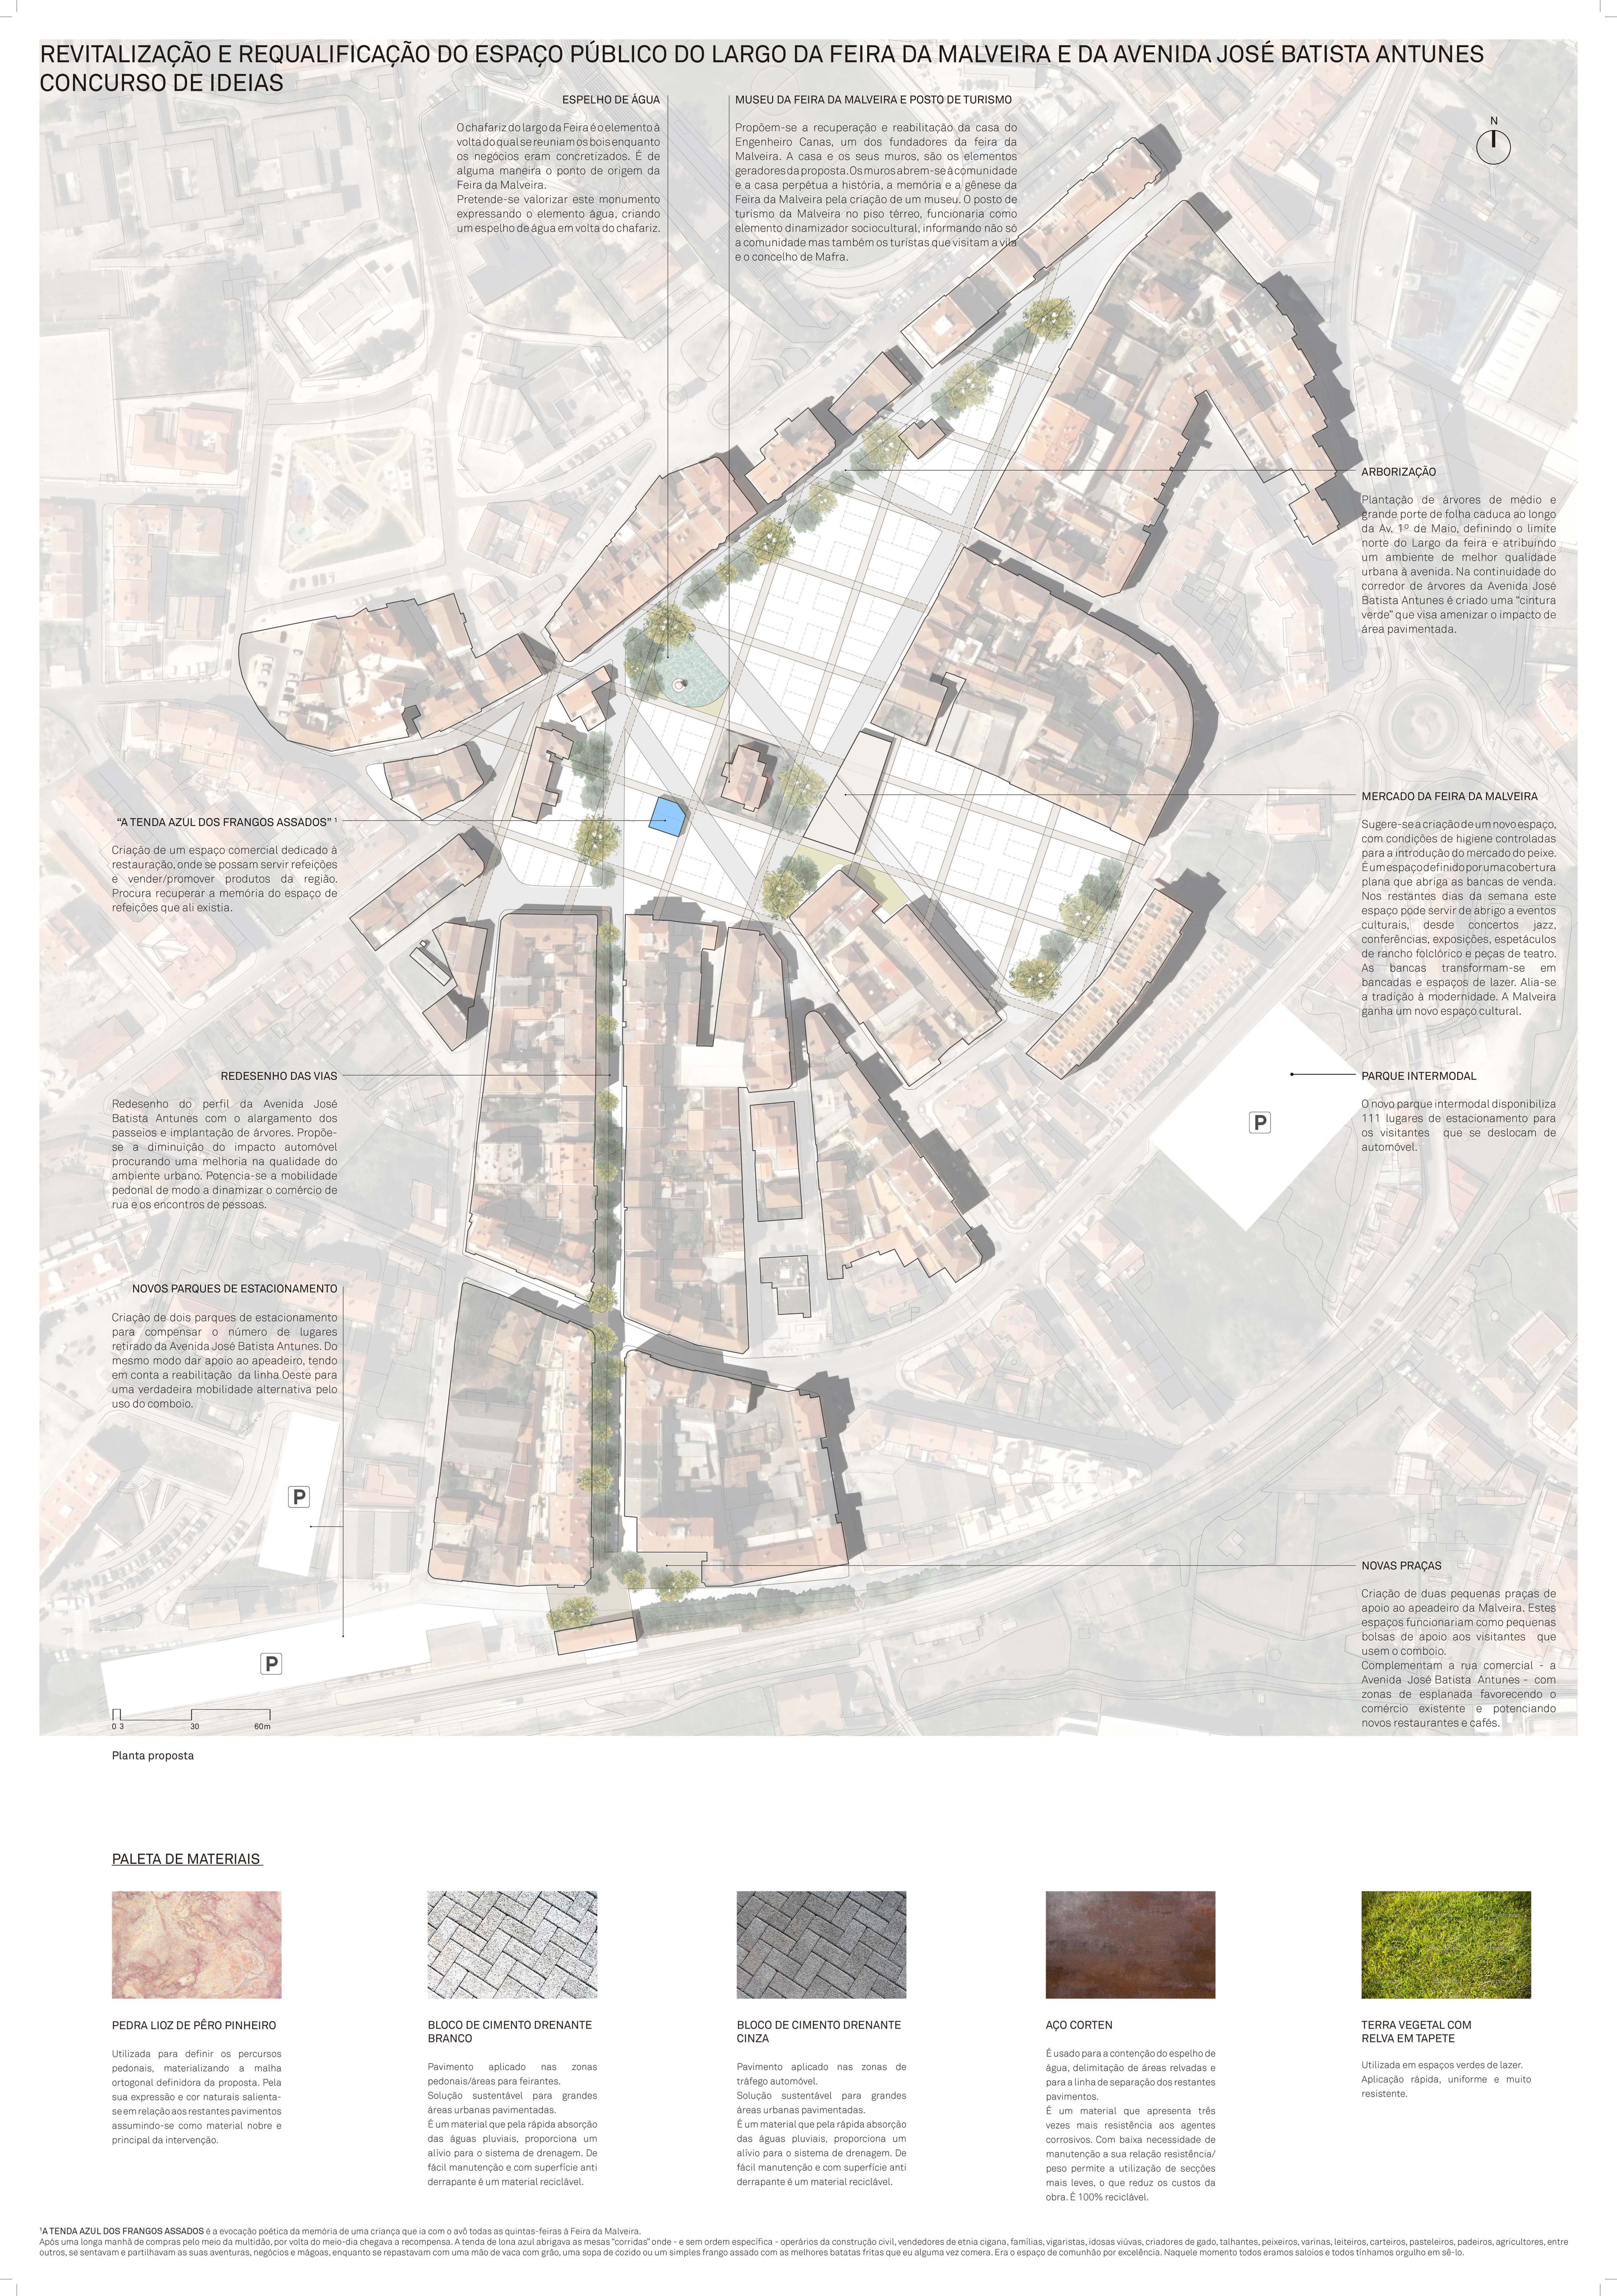 REVITALIZAÇÃO E REQUALIFICAÇÃO DO ESPAÇO PÚBLICO DO LARGO DA FEIRA DA MALVEIRA E DA AVENIDA JOSÉ BATISTA ANTUNES
CONCURSO DE IDEIAS
ESPELHO DE ÁGUA
O chafariz do largo da Feira é o elemento à
volta do qual se reuniam os bois enquanto
os negócios eram concretizados. É de
alguma maneira o ponto de origem da
Feira da Malveira.
Pretende-se valorizar este monumento
expressando o elemento água, criando
um espelho de água em volta do chafariz.
MUSEU DA FEIRA DA MALVEIRA E POSTO DE TURISMO
Propõem-se a recuperação e reabilitação da casa do
Engenheiro Canas, um dos fundadores da feira da
Malveira. A casa e os seus muros, são os elementos
geradores da proposta. Os muros abrem-se à comunidade
e a casa perpétua a história, a memória e a gênese da
Feira da Malveira pela criação de um museu. O posto de
turismo da Malveira no piso térreo, funcionaria como
elemento dinamizador sociocultural, informando não só
a comunidade mas também os turistas que visitam a vila
e o concelho de Mafra.
N
ARBORIZAÇÃO
Plantação de árvores de médio e
grande porte de folha caduca ao longo
da Av. 1º de Maio, definindo o limite
norte do Largo da feira e atribuindo
um ambiente de melhor qualidade
urbana à avenida. Na continuidade do
corredor de árvores da Avenida José
Batista Antunes é criado uma "cintura
verde" que visa amenizar o impacto de
área pavimentada.
"A TENDA AZUL DOS FRANGOS ASSADOS" 1
Criação de um espaço comercial dedicado à
restauração, onde se possam servir refeições
e vender/promover produtos da região.
Procura recuperar a memória do espaço de
refeições que ali existia.
MERCADO DA FEIRA DA MALVEIRA
Sugere-se a criação de um novo espaço,
com condições de higiene controladas
para a introdução do mercado do peixe.
É um espaço definido por uma cobertura
plana que abriga as bancas de venda.
Nos restantes dias da semana este
espaço pode servir de abrigo a eventos
culturais, desde concertos jazz,
conferências, exposições, espetáculos
de rancho folclórico e peças de teatro.
As bancas transformam-se em
bancadas e espaços de lazer. Alia-se
a tradição à modernidade. A Malveira
ganha um novo espaço cultural.
REDESENHO DAS VIAS
Redesenho do perfil da Avenida José
Batista Antunes com o alargamento dos
passeios e implantação de árvores. Propõe-
se a diminuição do impacto automóvel
procurando uma melhoria na qualidade do
ambiente urbano. Potencia-se a mobilidade
pedonal de modo a dinamizar o comércio de
rua e os encontros de pessoas.
PARQUE INTERMODAL
O novo parque intermodal disponibiliza
111 lugares de estacionamento para
os visitantes que se deslocam de
automóvel.
P
NOVOS PARQUES DE ESTACIONAMENTO
Criação de dois parques de estacionamento
para compensar o número de lugares
retirado da Avenida José Batista Antunes. Do
mesmo modo dar apoio ao apeadeiro, tendo
em conta a reabilitação da linha Oeste para
uma verdadeira mobilidade alternativa pelo
uso do comboio.
P
P
NOVAS PRAÇAS
Criação de duas pequenas praças de
apoio ao apeadeiro da Malveira. Estes
espaços funcionariam como pequenas
bolsas de apoio aos visitantes que
usem o comboio.
Complementam a rua comercial - a
Avenida José Batista Antunes - com
zonas de esplanada favorecendo o
comércio existente e potenciando
novos restaurantes e cafés.
0 3 30 60m
Planta proposta
PALETA DE MATERIAIS
PEDRA LIOZ DE PÊRO PINHEIRO
Utilizada para definir os percursos
pedonais, materializando a malha
ortogonal definidora da proposta. Pela
sua expressão e cor naturais salienta-
se em relação aos restantes pavimentos
assumindo-se como material nobre e
principal da intervenção.
BLOCO DE CIMENTO DRENANTE
BRANCO
Pavimento aplicado nas zonas
pedonais/áreas para feirantes.
Solução sustentável para grandes
áreas urbanas pavimentadas.
É um material que pela rápida absorção
das águas pluviais, proporciona um
alívio para o sistema de drenagem. De
fácil manutenção e com superfície anti
derrapante é um material reciclável.
BLOCO DE CIMENTO DRENANTE
CINZA
Pavimento aplicado nas zonas de
tráfego automóvel.
Solução sustentável para grandes
áreas urbanas pavimentadas.
É um material que pela rápida absorção
das águas pluviais, proporciona um
alívio para o sistema de drenagem. De
fácil manutenção e com superfície anti
derrapante é um material reciclável.
AÇO CORTEN
É usado para a contenção do espelho de
água, delimitação de áreas relvadas e
para a linha de separação dos restantes
pavimentos.
É um material que apresenta três
vezes mais resistência aos agentes
corrosivos. Com baixa necessidade de
manutenção a sua relação resistência/
peso permite a utilização de secções
mais leves, o que reduz os custos da
obra. É 100% reciclável.
TERRA VEGETAL COM
RELVA EM TAPETE
Utilizada em espaços verdes de lazer.
Aplicação rápida, uniforme e muito
resistente.
1A TENDA AZUL DOS FRANGOS ASSADOS é a evocação poética da memória de uma criança que ia com o avô todas as quintas-feiras à Feira da Malveira.
Após uma longa manhã de compras pelo meio da multidão, por volta do meio-dia chegava a recompensa. A tenda de lona azul abrigava as mesas "corridas" onde - e sem ordem específica - operários da construção civil, vendedores de etnia cigana, famílias, vigaristas, idosas viúvas, criadores de gado, talhantes, peixeiros, varinas, leiteiros, carteiros, pasteleiros, padeiros, agricultores, entre
outros, se sentavam e partilhavam as suas aventuras, negócios e mágoas, enquanto se repastavam com uma mão de vaca com grão, uma sopa de cozido ou um simples frango assado com as melhores batatas fritas que eu alguma vez comera. Era o espaço de comunhão por excelência. Naquele momento todos eramos saloios e todos tínhamos orgulho em sê-lo.